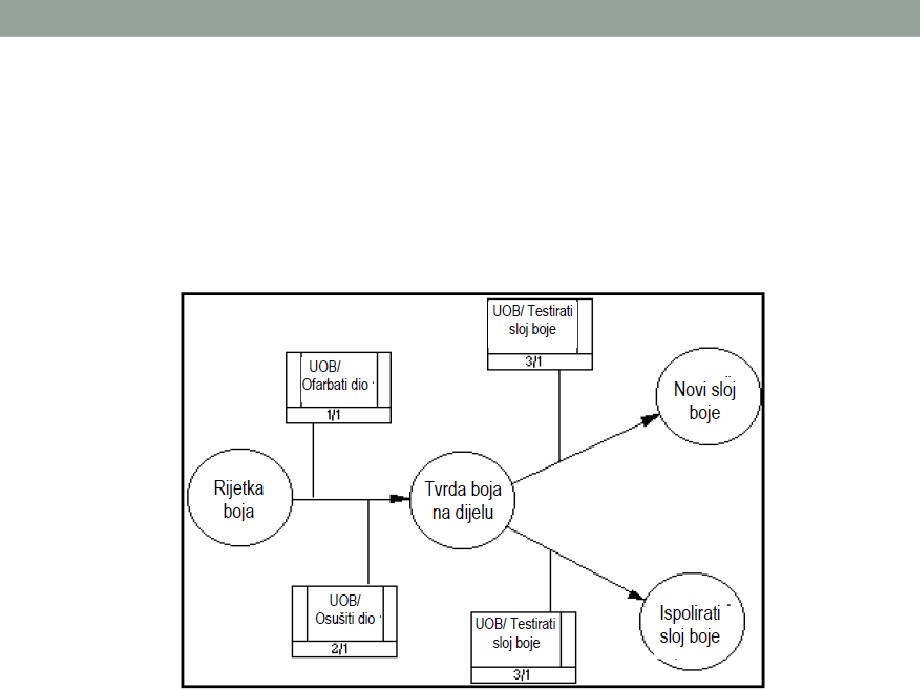 UOB/ Testirati
sloj boje
3/1
UOB/
Ofarbati dio
1/1
Novi sloj
boje
Rijetka
boja
Tvrda boja
na dijelu
UOB/
Osušiti dio
2/1
UOB/ Testirati
sloj boje
3/1
Ispolirati
sloj boje